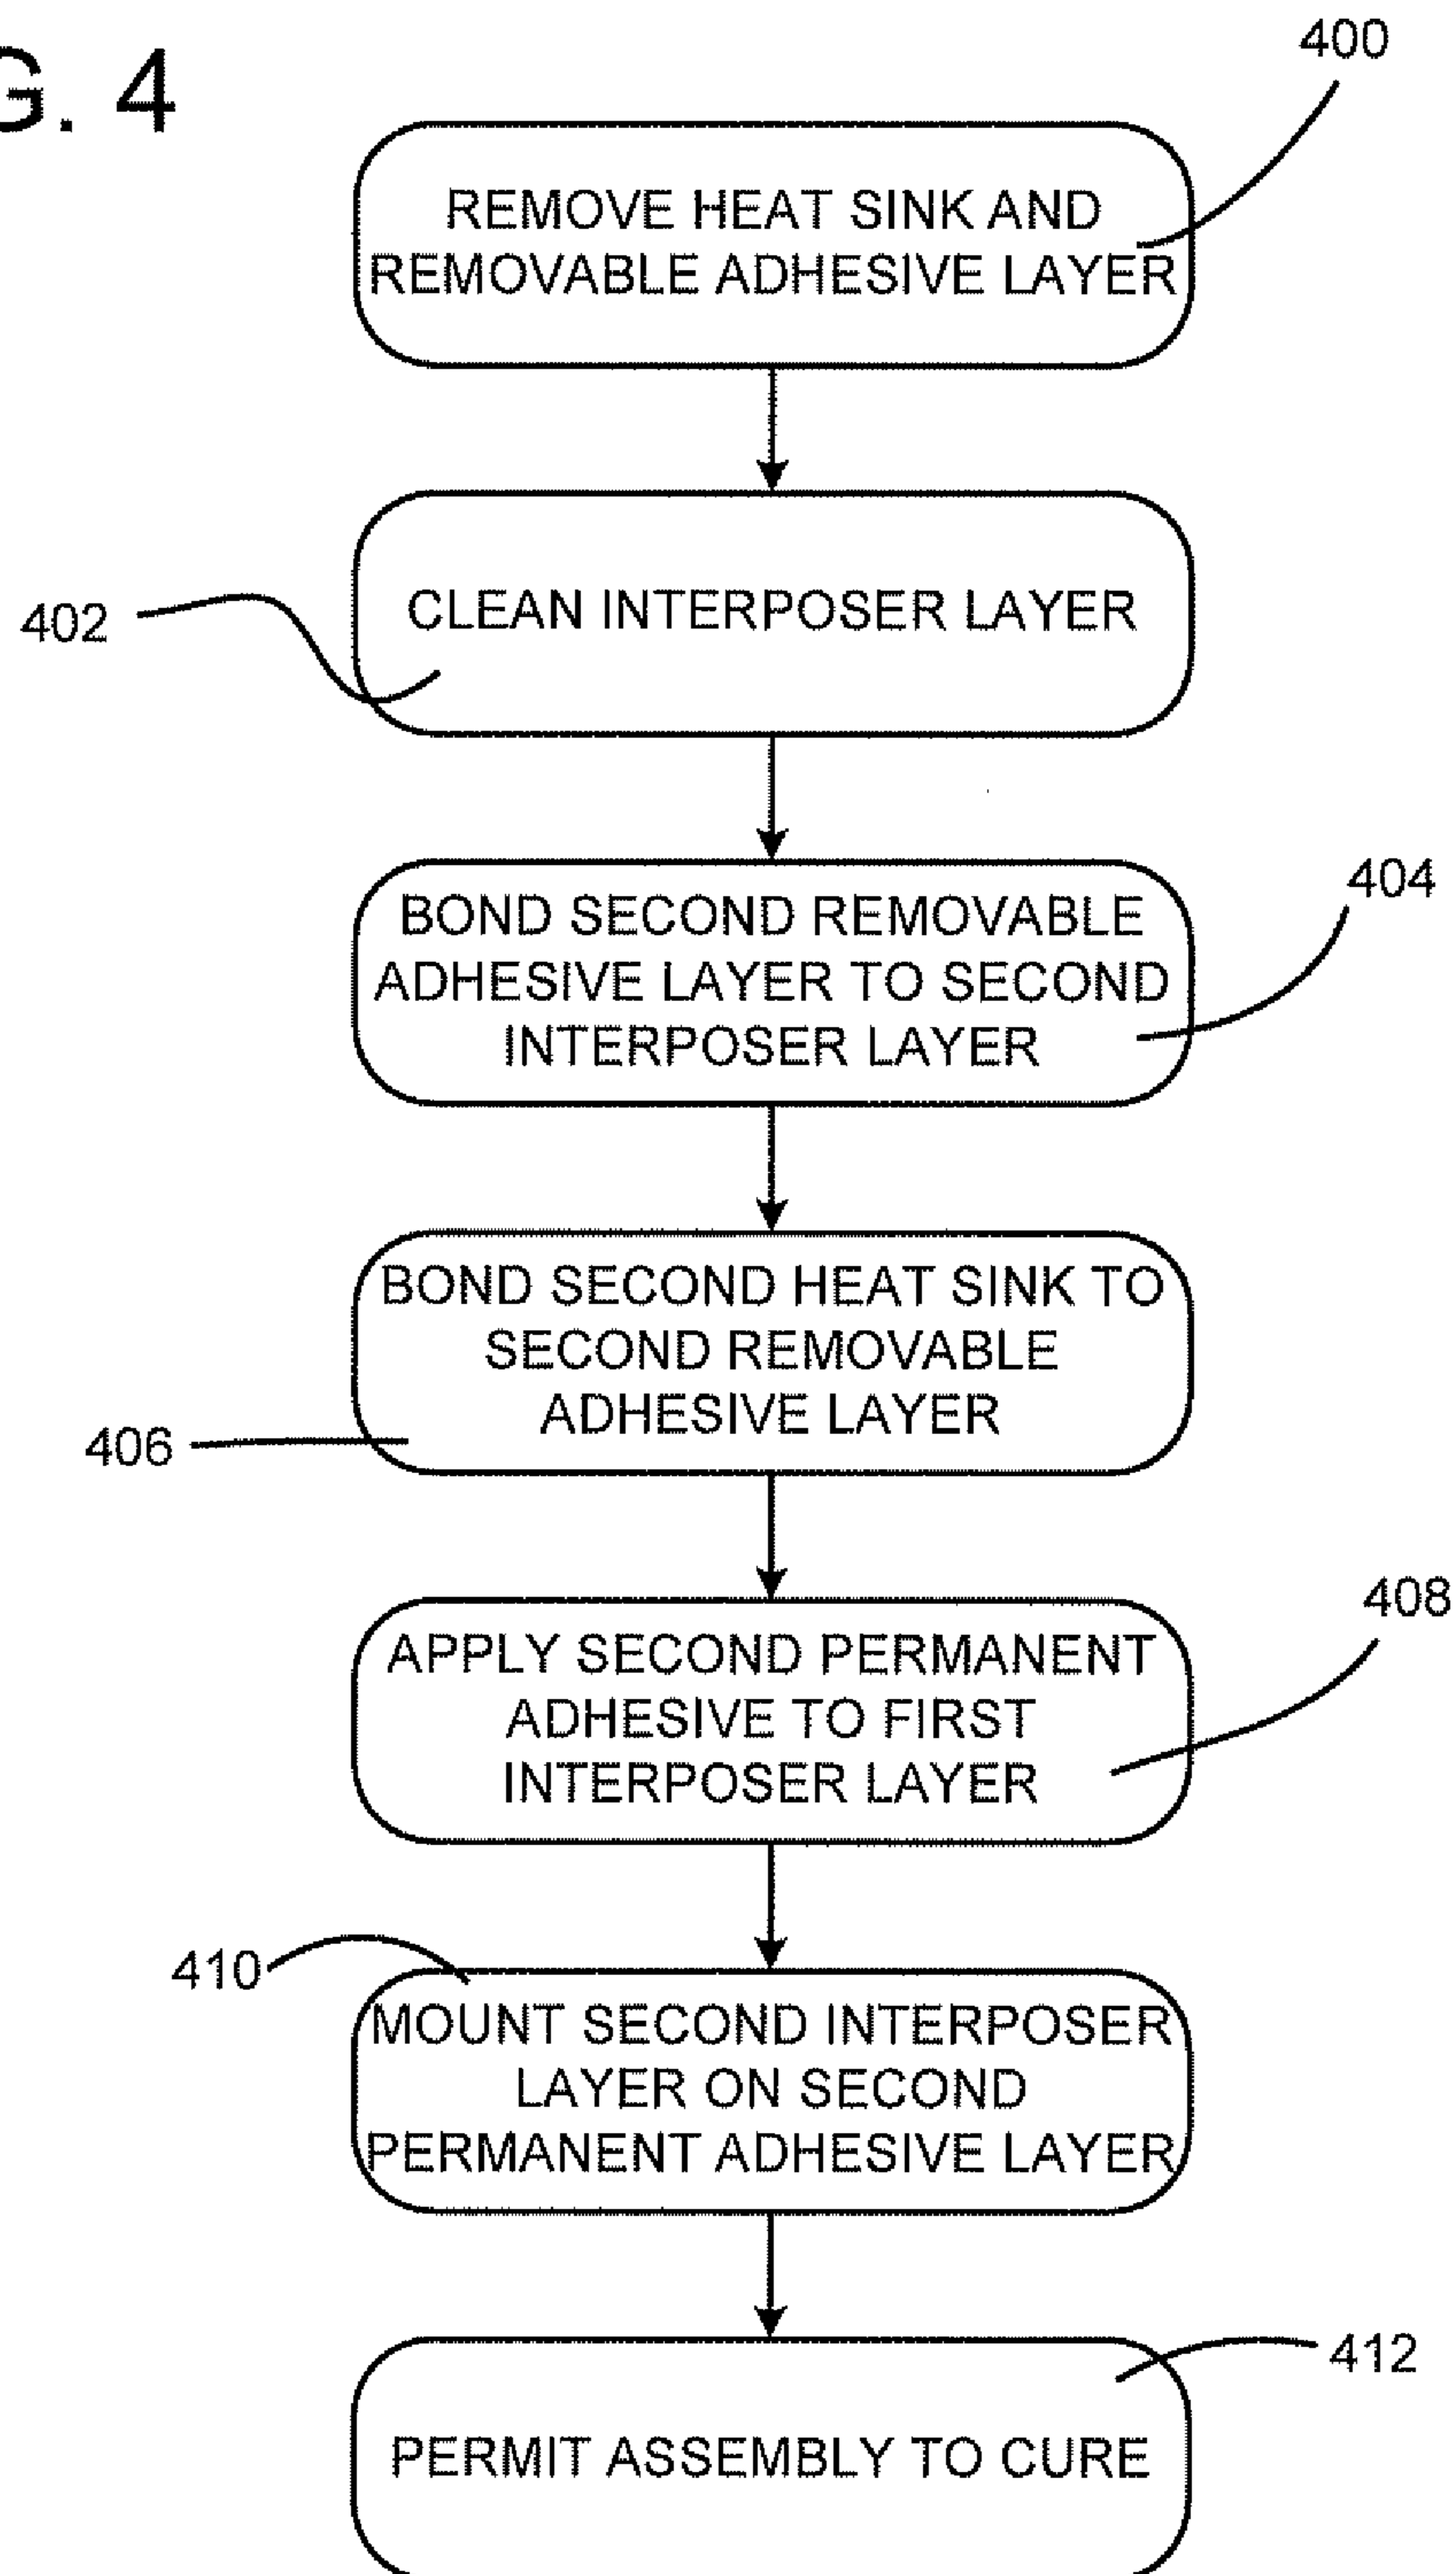 G. 4
400
REMOVE HEAT SINK AND
REMOVABLE ADHESIVE LAYER
402
CLEAN INTERPOSER LAYER
404
BOND SECOND REMOVABLE
ADHESIVE LAYER TO SECOND
INTERPOSER LAYER
BOND SECOND HEAT SINK TO
SECOND REMOVABLE
ADHESIVE LAYER
406
408
APPLY SECOND PERMANENT
ADHESIVE TO FIRST
INTERPOSER LAYER
410
MOUNT SECOND INTERPOSER
LAYER ON SECOND
PERMANENT ADHESIVE LAYER
412
PERMIT ASSEMBLY TO CURE